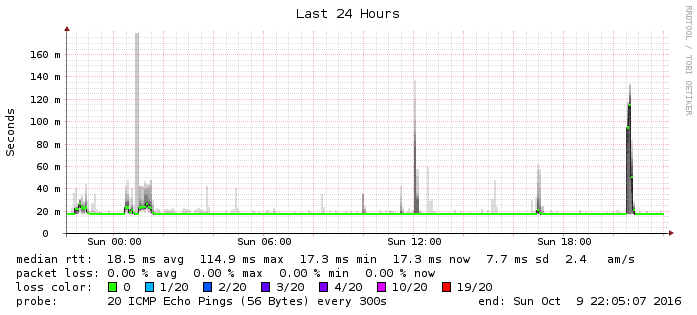 Last 24 Hours
RRDTOOL / TOBI OETIKER
Seconds
160 m
140 m
120 m
100 m
80 m
60 m
40 m
20 m
0
Sun 00:00 Sun 06:00 Sun 12:00 Sun 18:00
median rtt: 18.5 ms avg 114.9 ms max 17.3 ms min 17.3 ms now 7.7 ms sd 2.4 am/s
packet loss: 0.00 % avg 0.00 % max 0.00 % min 0.00 % now
loss color: 0 1/20 2/20 3/20 4/20 10/20 19/20
probe: 20 ICMP Echo Pings (56 Bytes) every 300s end: Sun Oct 9 22:05:07 2016